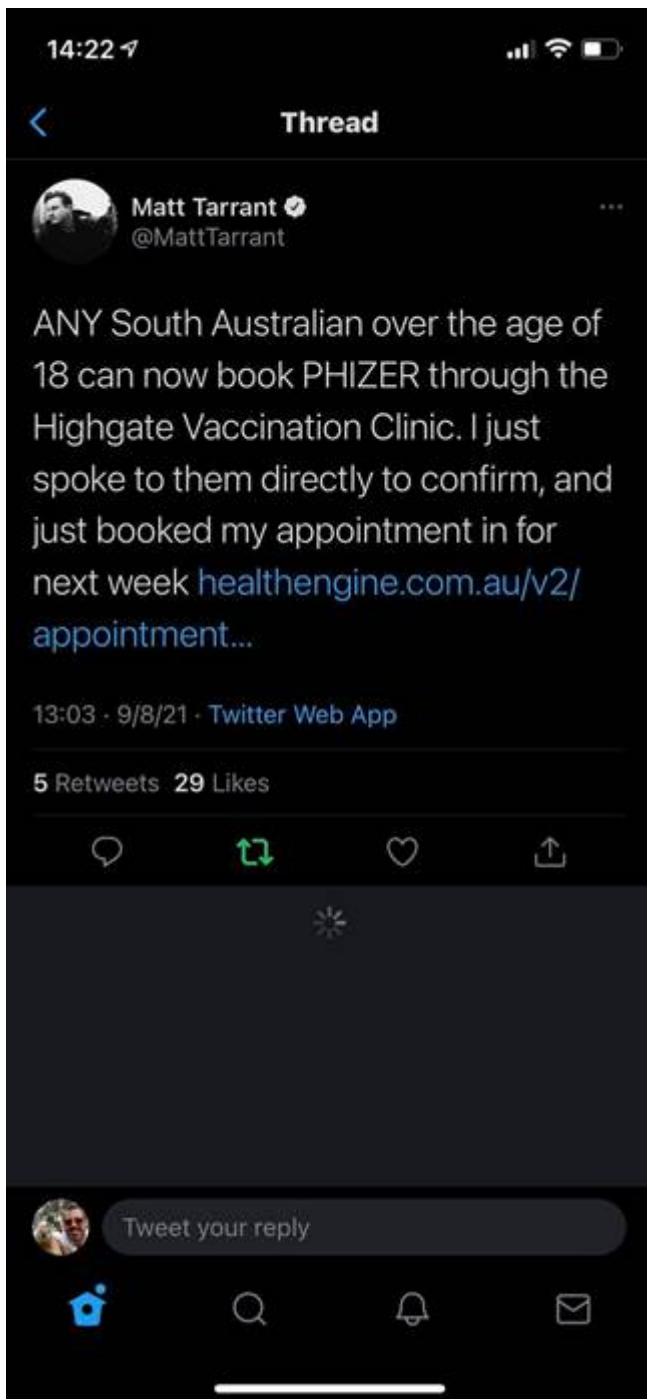 14:22
Thread
Matt Tarrant
@MattTarrant
ANY South Australian over the age of
18 can now book PHIZER through the
Highgate Vaccination Clinic. I just
spoke to them directly to confirm, and
just booked my appointment in for
next week healthengine.com.au/v2/
appointment...
13:03 · 9/8/21 · Twitter Web App
5 Retweets 29 Likes
Tweet your reply